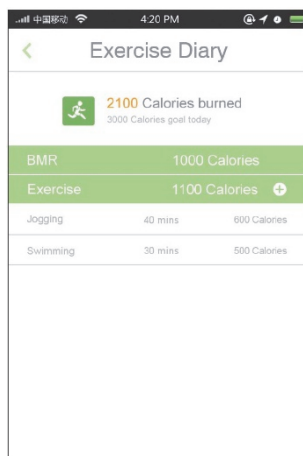 中国移动 4:20 PM
Exercise Diary
2100 Calories burned
3000 Calories goal today
BMR 1000 Calories
Exercise 1100 Calories
Jogging 40 mins 600 Calories
Swimming 30 mins 500 Calories